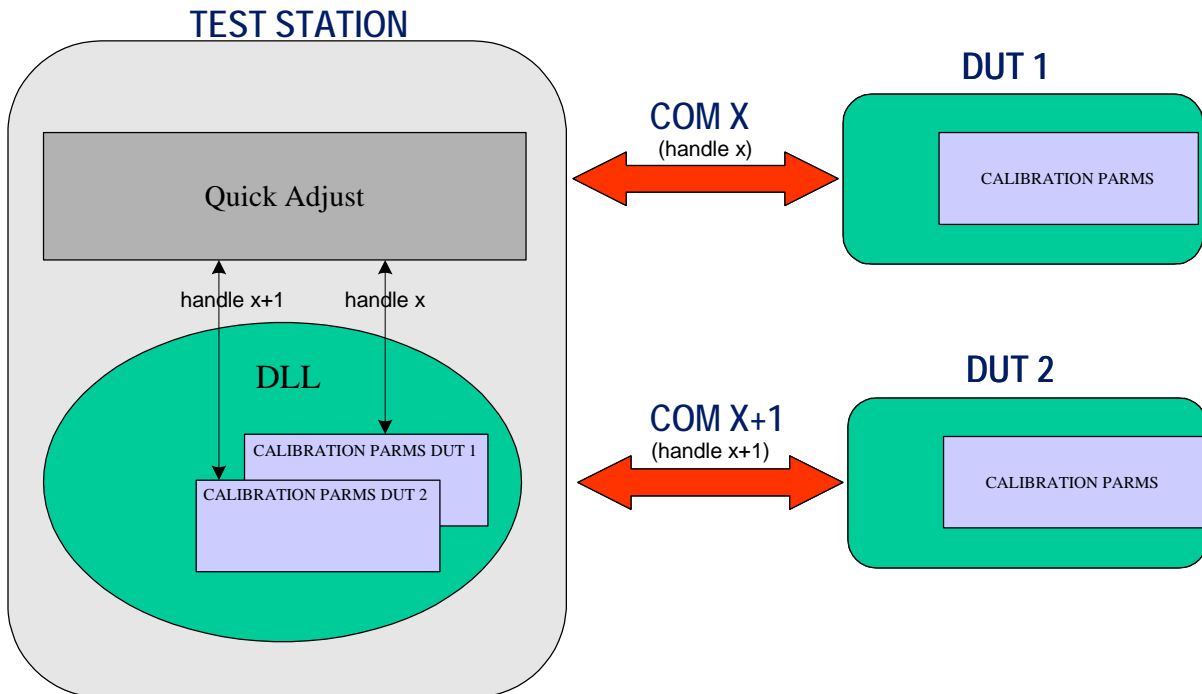 TEST STATION
Quick Adjust
handle x+1
handle x
DLL
CALIBRATION PARMS DUT 1
CALIBRATION PARMS DUT 2
COM X
(handle x)
DUT 1
CALIBRATION PARMS
COM X+1
(handle x+1)
DUT 2
CALIBRATION PARMS